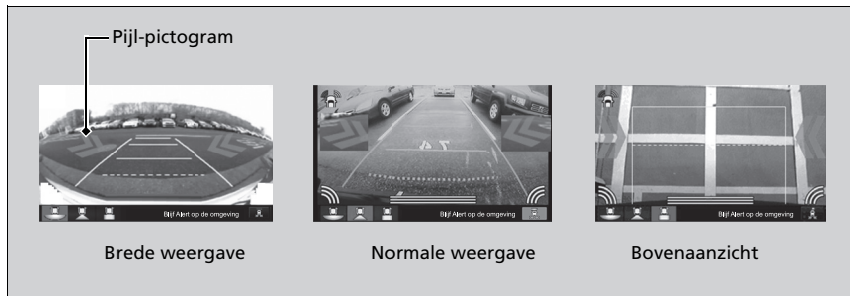 Pijl-pictogram
Blijf Alert op de omgeving
Blijf Alert op de omgeving
Blijf Alert op de omgeving
Brede weergave
Normale weergave
Bovenaanzicht